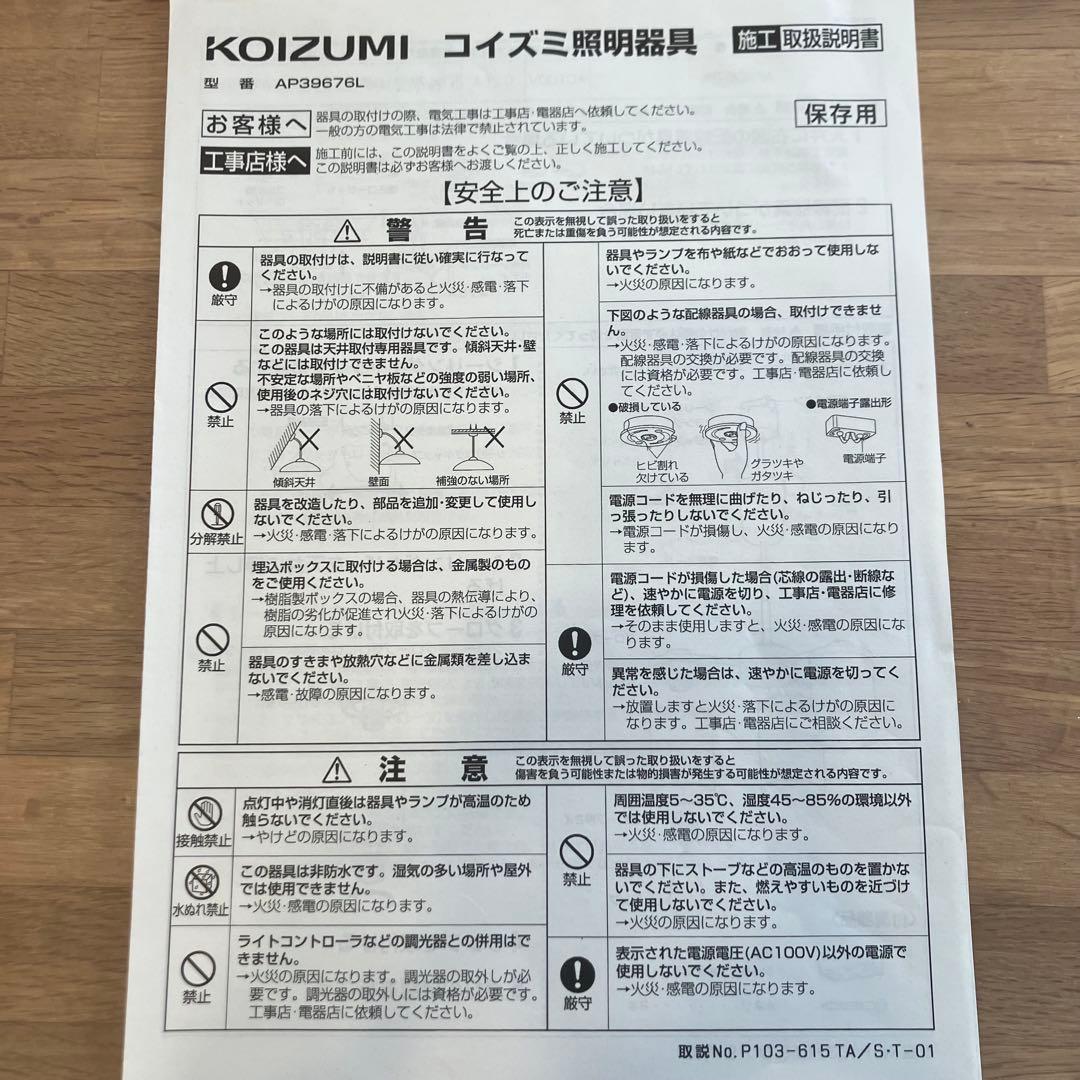 KOIZUMI コイズミ照明器具 施工 取扱説明書
型 番 AP39676L
保存用
お客様へ
器具の取付けの際、電気工事は工事店・電器店へ依頼してください。
一般の方の電気工事は法律で禁止されています。
工事店様へ
施工前には、この説明書をよくご覧の上、正しく施工してください。
この説明書は必ずお客様へお渡しください。
【安全上のご注意】
警 告
この表示を無視して誤った取り扱いをすると
死亡または重傷を負う可能性が想定される内容です。
厳守
器具の取付けは、説明書に従い確実に行なって
ください。
→器具の取付けに不備があると火災・感電・落下
によるけがの原因になります。
禁止
このような場所には取付けないでください。
この器具は天井取付専用器具です。傾斜天井・壁
などには取付けできません。
不安定な場所やベニヤ板などの強度の弱い場所、
使用後のネジ穴には取付けないでください。
→器具の落下によるけがの原因になります。
傾斜天井 壁面 補強のない場所
分解禁止
器具を改造したり、部品を追加・変更して使用し
ないでください。
→火災・感電・落下によるけがの原因になります。
禁止
埋込ボックスに取付ける場合は、金属製のもの
をご使用ください。
→樹脂製ボックスの場合、器具の熱伝導により、
樹脂の劣化が促進され火災・落下によるけがの
原因になります。
器具のすきまや放熱穴などに金属類を差し込ま
ないでください。
→感電・故障の原因になります。
禁止
器具やランプを布や紙などでおおって使用しな
いでください。
→火災の原因になります。
下図のような配線器具の場合、取付けできませ
ん。
→火災・感電・落下によるけがの原因になります。
配線器具の交換が必要です。配線器具の交換
には資格が必要です。工事店・電器店に依頼し
てください。
●破損している ●電源端子露出形
ヒビ割れ
欠けている
グラツキや
ガタツキ
電源端子
電源コードを無理に曲げたり、ねじったり、引
っ張ったりしないでください。
→電源コードが損傷し、火災・感電の原因になり
ます。
厳守
電源コードが損傷した場合(芯線の露出・断線な
ど)、速やかに電源を切り、工事店・電器店に修
理を依頼してください。
→そのまま使用しますと、火災・感電の原因にな
ります。
異常を感じた場合は、速やかに電源を切ってく
ださい。
→放置しますと火災・落下によるけがの原因に
なります。工事店・電器店にご相談ください。
注 意
この表示を無視して誤った取り扱いをすると
傷害を負う可能性または物的損害が発生する可能性が想定される内容です。
接触禁止
点灯中や消灯直後は器具やランプが高温のため
触らないでください。
→やけどの原因になります。
水ぬれ禁止
この器具は非防水です。湿気の多い場所や屋外
では使用できません。
→火災・感電の原因になります。
禁止
ライトコントローラなどの調光器との併用はで
きません。
→火災の原因になります。調光器の取外しが必
要です。調光器の取外しには資格が必要です。
工事店・電器店に依頼してください。
禁止
周囲温度5〜35℃、湿度45〜85%の環境以外
では使用しないでください。
→火災・感電の原因になります。
器具の下にストーブなどの高温のものを置かな
いでください。また、燃えやすいものを近づけ
て使用しないでください。
→火災の原因になります。
厳守
表示された電源電圧(AC100V)以外の電源で
使用しないでください。
→火災・感電の原因になります。
取説No.P103-615 TA/S・T-01